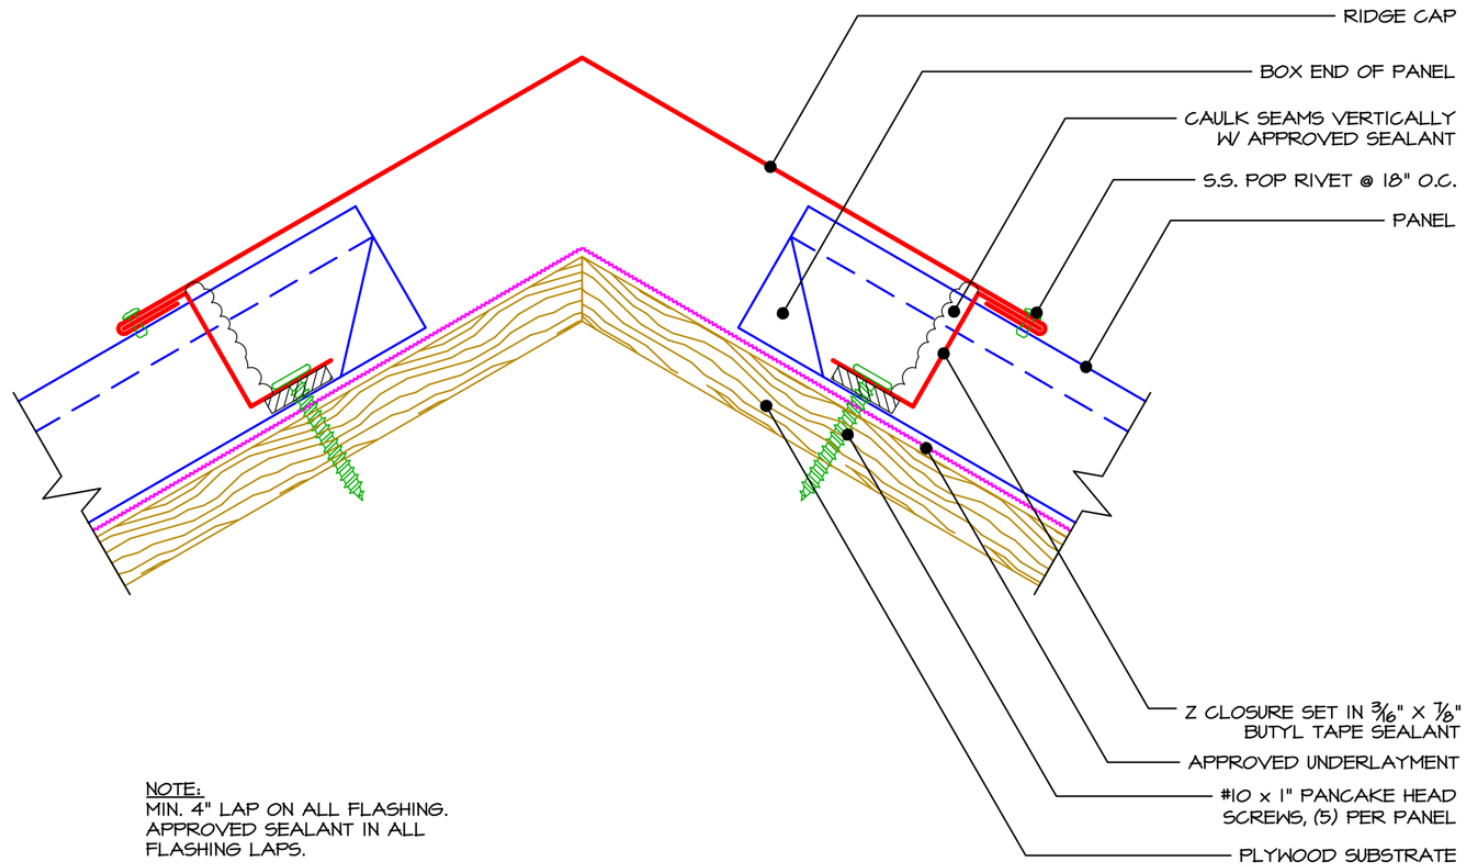 RIDGE CAP
BOX END OF PANEL
CAULK SEAMS VERTICALLY
W/ APPROVED SEALANT
S.S. POP RIVET @ 18" O.C.
PANEL
Z CLOSURE SET IN 3/16" X 7/8"
BUTYL TAPE SEALANT
APPROVED UNDERLAYMENT
#10 x 1" PANCAKE HEAD
SCREWS, (5) PER PANEL
PLYWOOD SUBSTRATE
NOTE:
MIN. 4" LAP ON ALL FLASHING.
APPROVED SEALANT IN ALL
FLASHING LAPS.